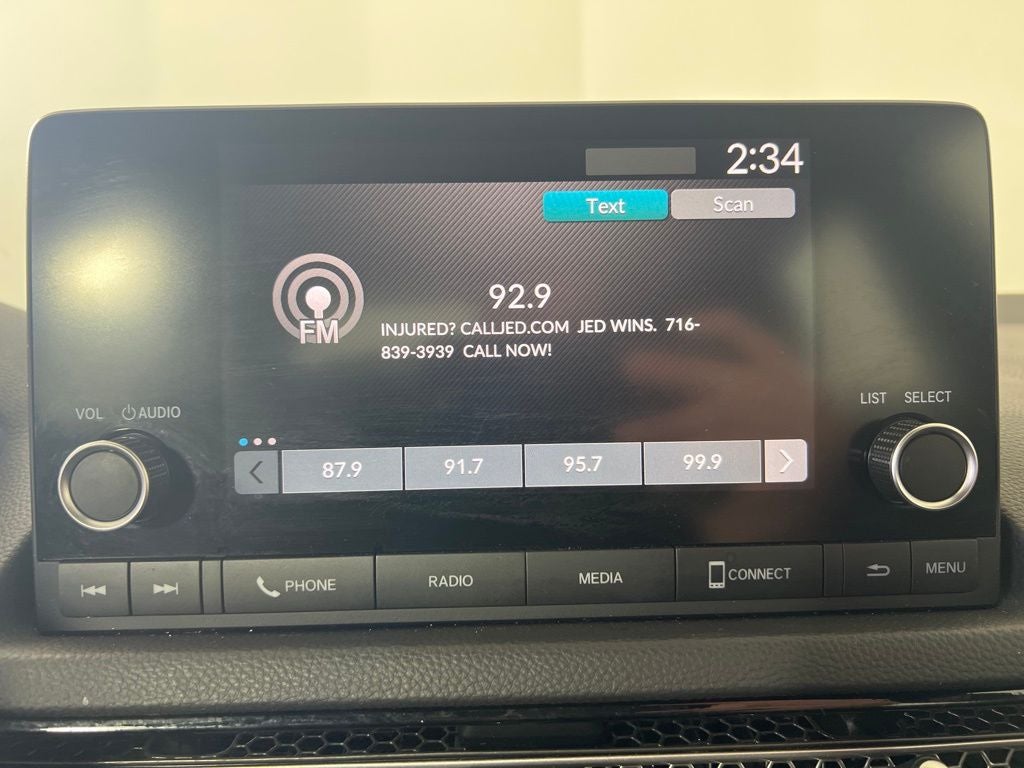 2:34
Text Scan
92.9
FM
INJURED? CALLJED.COM JED WINS. 716-
839-3939 CALL NOW!
VOL AUDIO
LIST SELECT
87.9 91.7 95.7 99.9
PHONE RADIO MEDIA CONNECT MENU